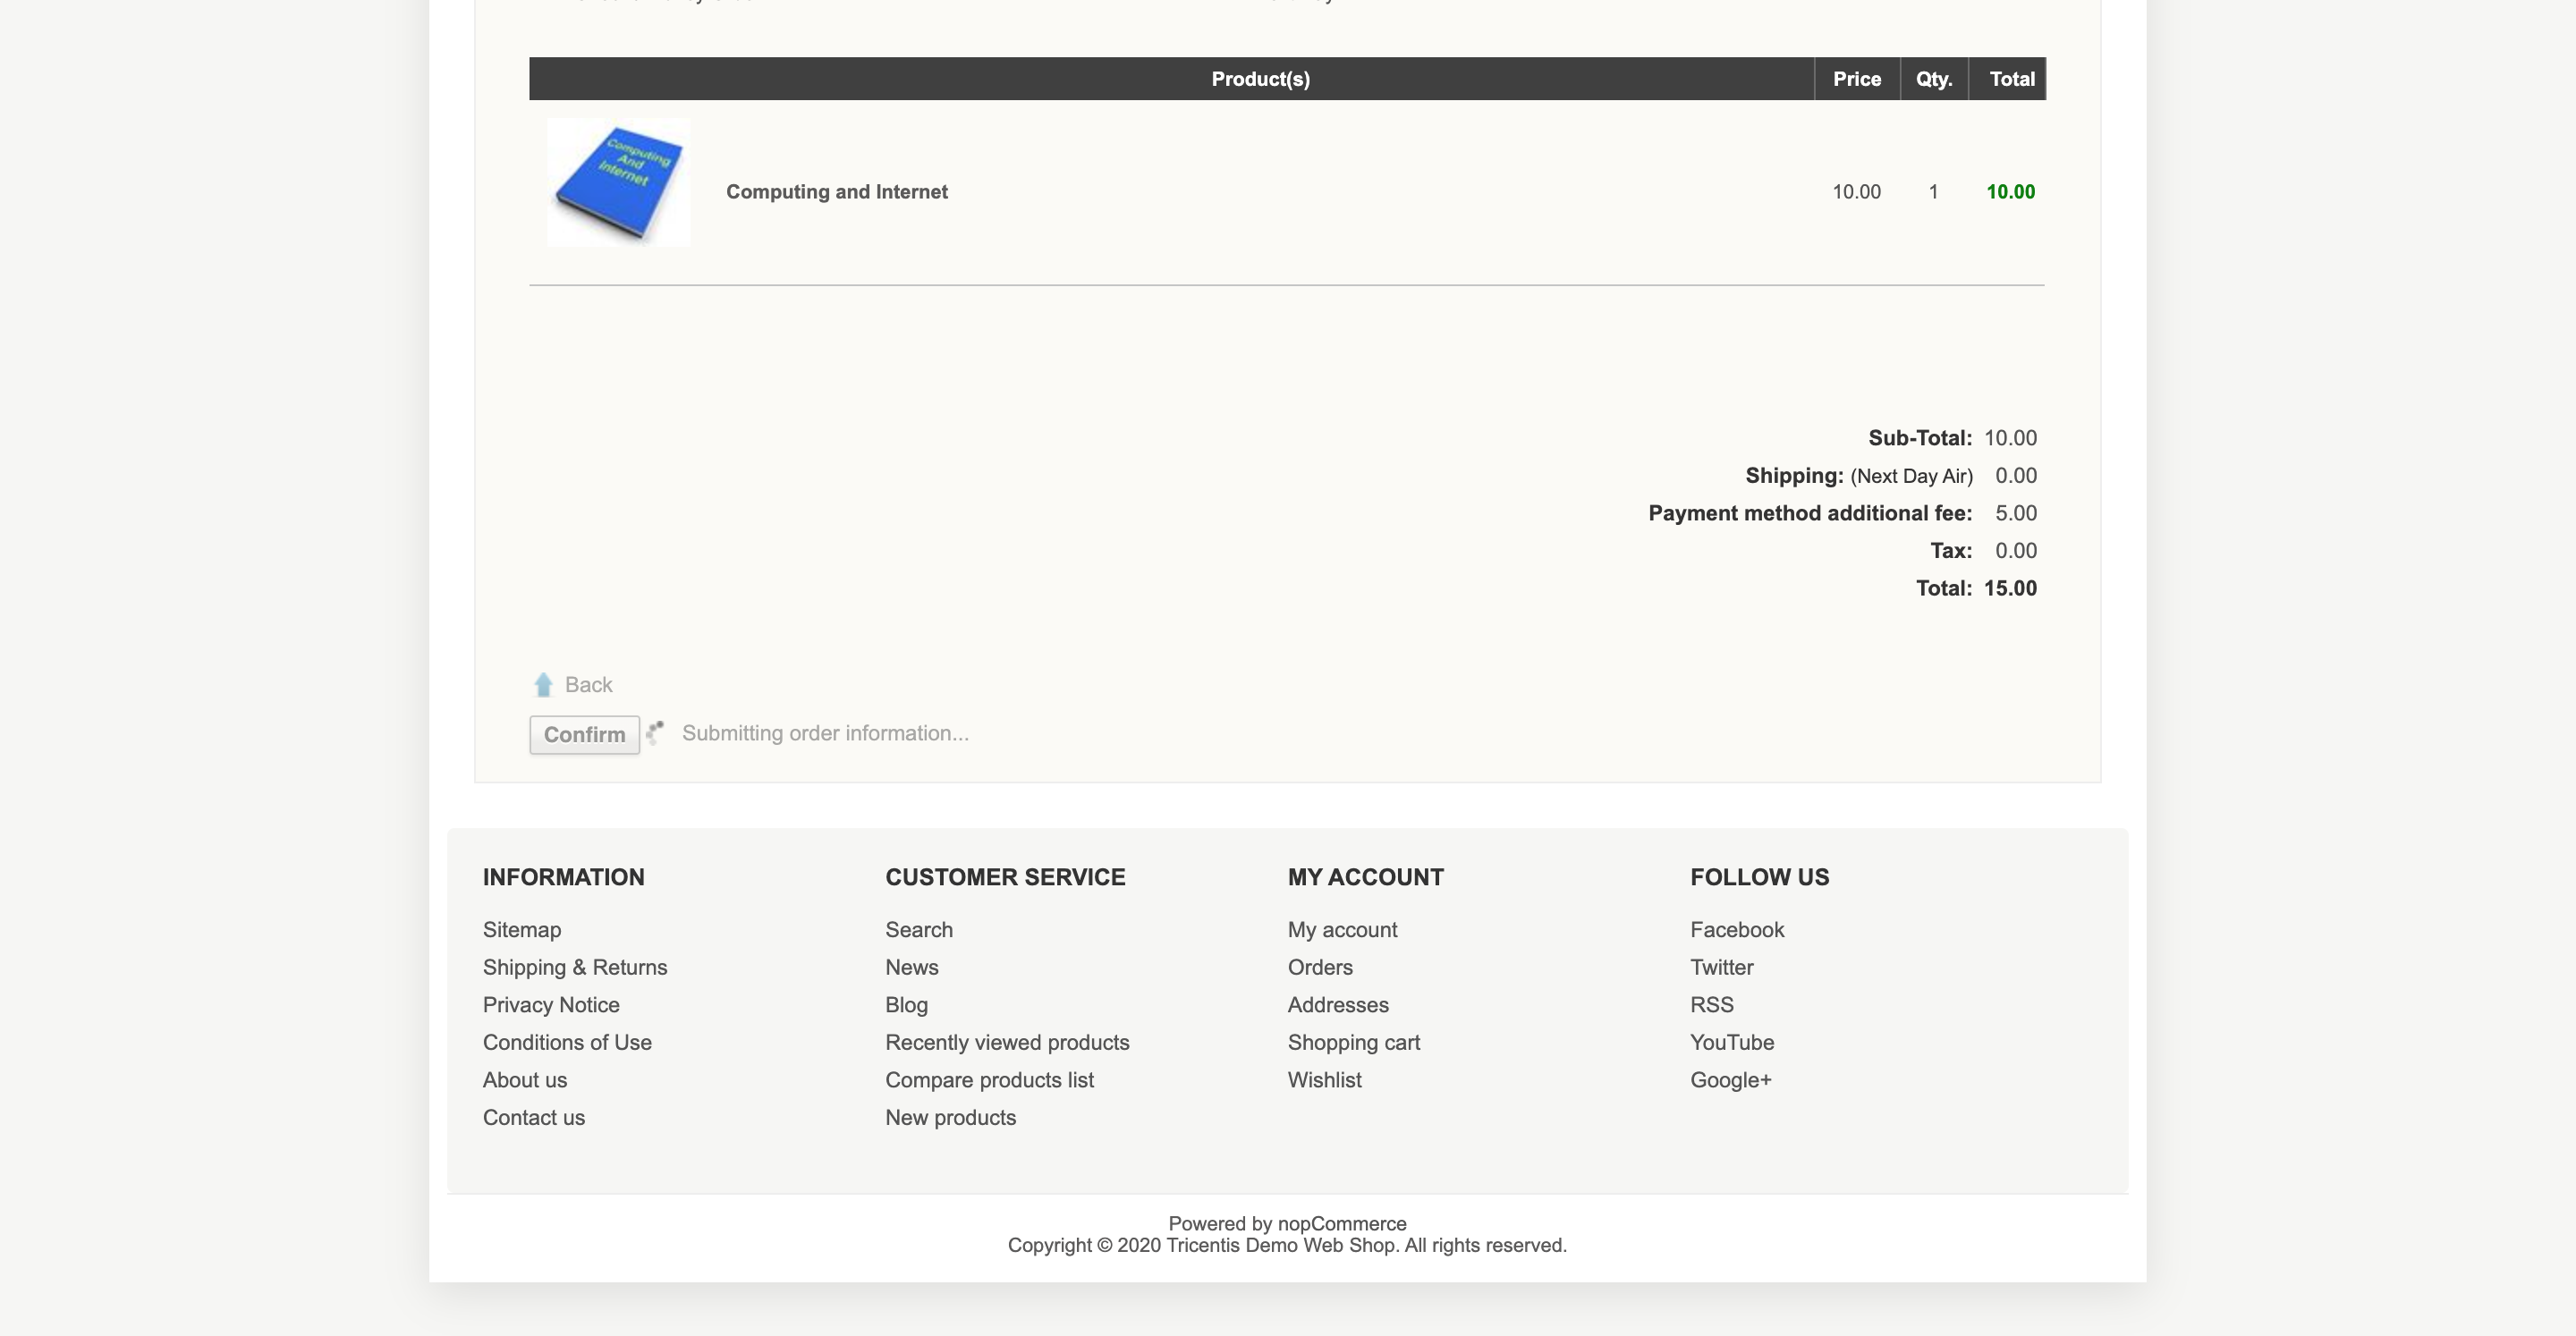 Product(s) Price Qty. Total
Computing
And
Internet
Computing and Internet 10.00 1 10.00
Sub-Total: 10.00
Shipping: (Next Day Air) 0.00
Payment method additional fee: 5.00
Tax: 0.00
Total: 15.00
Back
Confirm Submitting order information...
INFORMATION
Sitemap
Shipping & Returns
Privacy Notice
Conditions of Use
About us
Contact us
CUSTOMER SERVICE
Search
News
Blog
Recently viewed products
Compare products list
New products
MY ACCOUNT
My account
Orders
Addresses
Shopping cart
Wishlist
FOLLOW US
Facebook
Twitter
RSS
YouTube
Google+
Powered by nopCommerce
Copyright © 2020 Tricentis Demo Web Shop. All rights reserved.